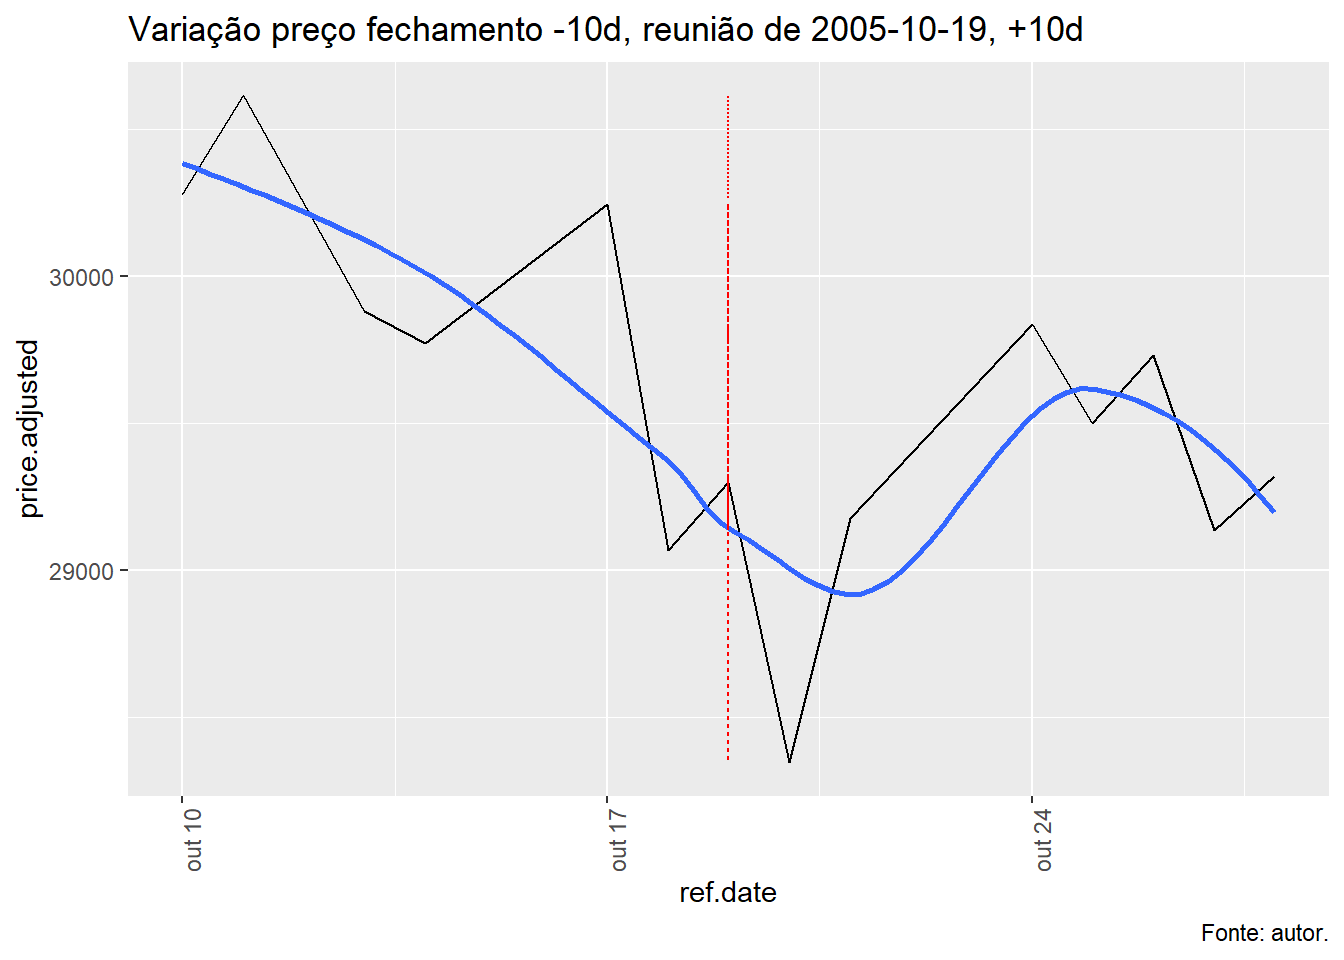 Variação preço fechamento -10d, reunião de 2005-10-19, +10d
price.adjusted
30000
29000
out 10
out 17
out 24
ref.date
Fonte: autor.